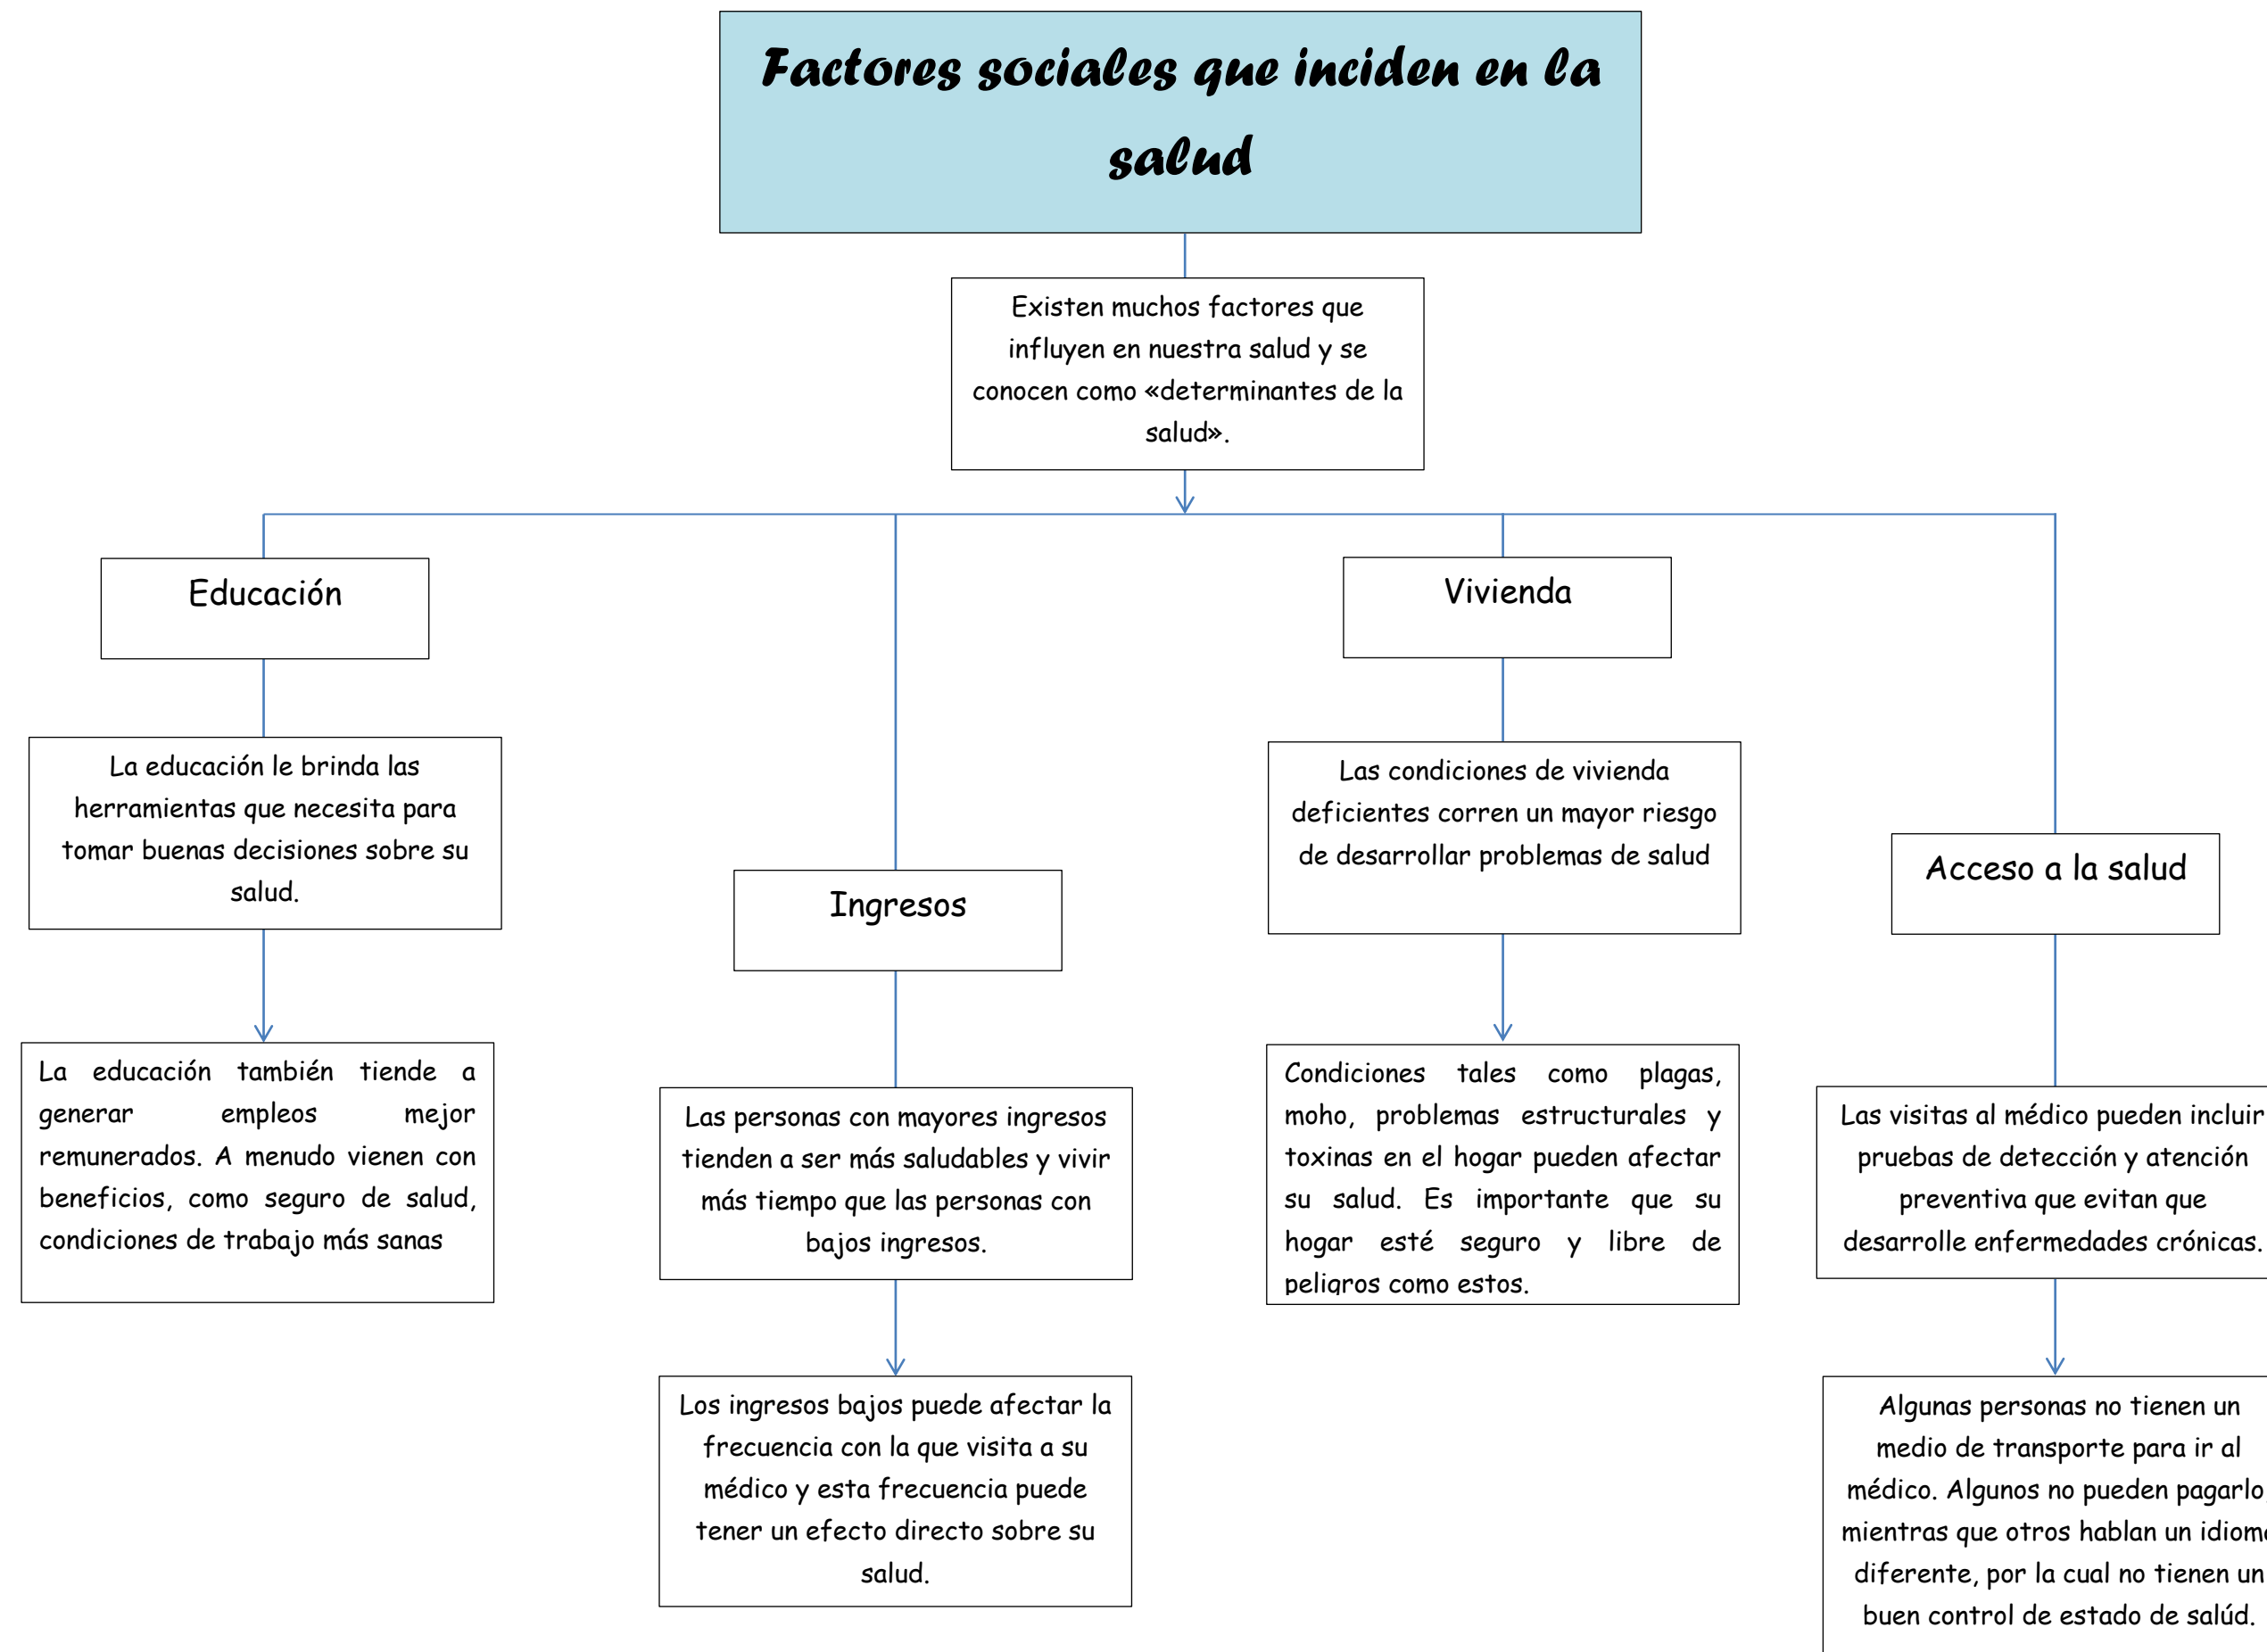 Factores sociales que inciden en la
salud
Existen muchos factores que
influyen en nuestra salud y se
conocen como «determinantes de la
salud».
Educación
La educación le brinda las
herramientas que necesita para
tomar buenas decisiones sobre su
salud.
La educación también tiende a
generar empleos mejor
remunerados. A menudo vienen con
beneficios, como seguro de salud,
condiciones de trabajo más sanas
Ingresos
Las personas con mayores ingresos
tienden a ser más saludables y vivir
más tiempo que las personas con
bajos ingresos.
Los ingresos bajos puede afectar la
frecuencia con la que visita a su
médico y esta frecuencia puede
tener un efecto directo sobre su
salud.
Vivienda
Las condiciones de vivienda
deficientes corren un mayor riesgo
de desarrollar problemas de salud
Condiciones tales como plagas,
moho, problemas estructurales y
toxinas en el hogar pueden afectar
su salud. Es importante que su
hogar esté seguro y libre de
peligros como estos.
Acceso a la salud
Las visitas al médico pueden incluir
pruebas de detección y atención
preventiva que evitan que
desarrolle enfermedades crónicas.
Algunas personas no tienen un
medio de transporte para ir al
médico. Algunos no pueden pagarlo,
mientras que otros hablan un idioma
diferente, por la cual no tienen un
buen control de estado de salúd.